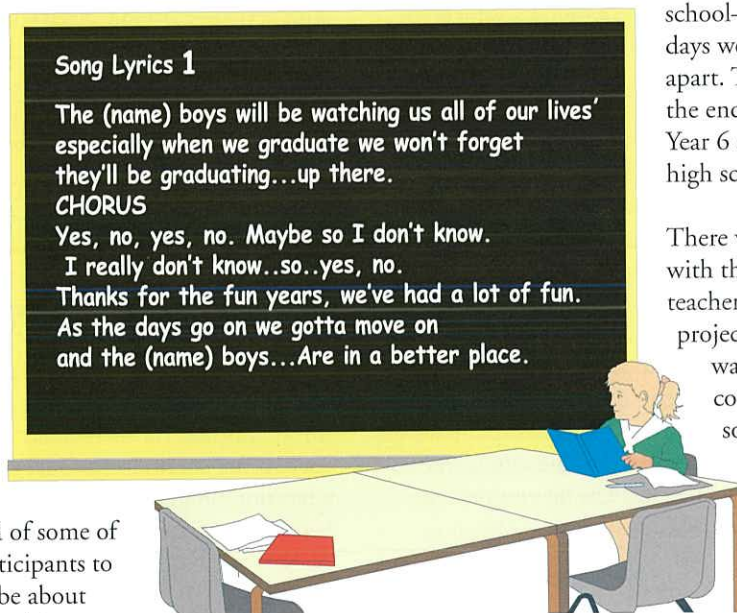 Song Lyrics 1
The (name) boys will be watching us all of our lives'
especially when we graduate we won't forget
they'll be graduating...up there.
CHORUS
Yes, no, yes, no. Maybe so I don't know.
I really don't know..so..yes, no.
Thanks for the fun years, we've had a lot of fun.
As the days go on we gotta move on
and the (name) boys...Are in a better place.
of some of
ticipants to
be about
school–
days we
apart. T
the end
Year 6
high sc
There
with th
teacher
projec
wa
co
so